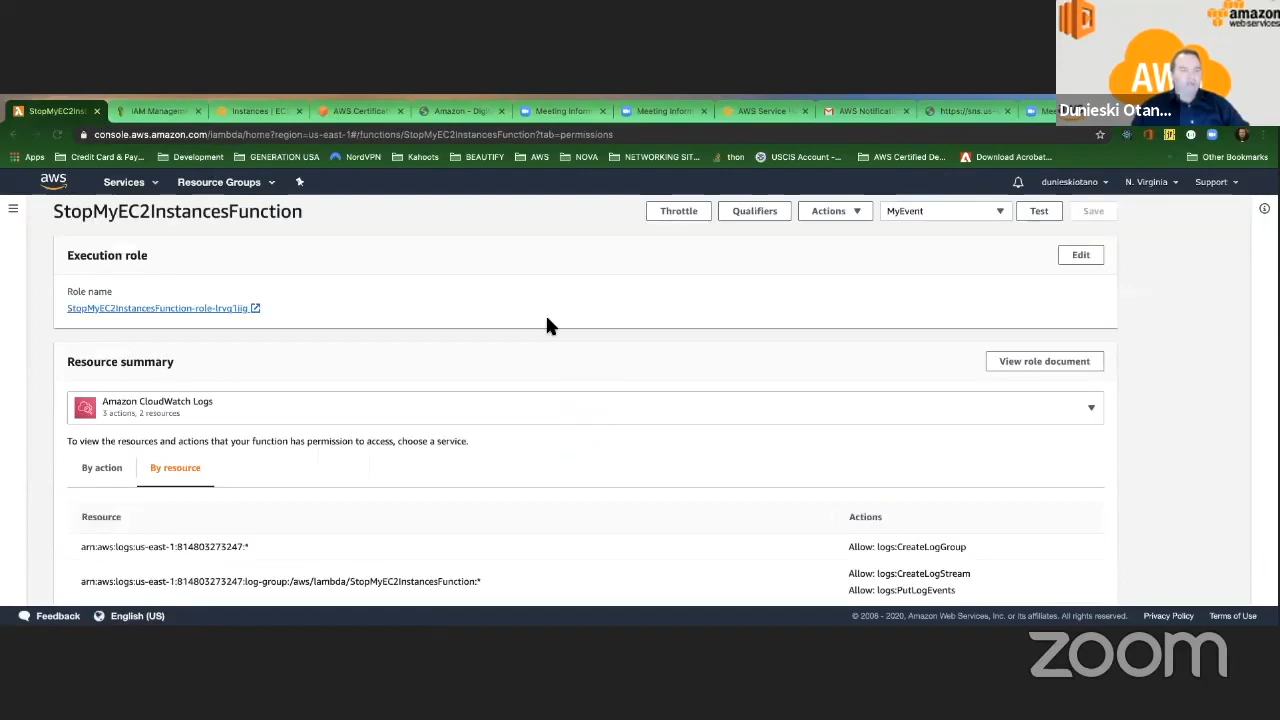 amazon
web services
AWS
Dunieski Otan...
StopMyEC2Inst
IAM Manageme
Instances | EC
AWS Certificat
Amazon - Digi
Meeting Inform
Meeting Inform
AWS Service H
AWS Notificati
https://sns.us-
Mee
console.aws.amazon.com/lambda/home?region=us-east-1#/functions/StopMyEC2InstancesFunction?tab=permissions
Apps Credit Card & Pay... Development GENERATION USA NordVPN Kahoots BEAUTIFY AWS NOVA NETWORKING SIT... thon USCIS Account -... AWS Certified De... Download Acrobat... Other Bookmarks
aws Services Resource Groups dunieskiotano N. Virginia Support
StopMyEC2InstancesFunction Throttle Qualifiers Actions MyEvent Test Save
Execution role Edit
Role name
StopMyEC2InstancesFunction-role-lrvq1iig
Resource summary View role document
Amazon CloudWatch Logs
3 actions, 2 resources
To view the resources and actions that your function has permission to access, choose a service.
By action By resource
Resource Actions
arn:aws:logs:us-east-1:814803273247:* Allow: logs:CreateLogGroup
arn:aws:logs:us-east-1:814803273247:log-group:/aws/lambda/StopMyEC2InstancesFunction:* Allow: logs:CreateLogStream
Allow: logs:PutLogEvents
Feedback English (US) © 2008 - 2020, Amazon Web Services, Inc. or its affiliates. All rights reserved. Privacy Policy Terms of Use
zoom